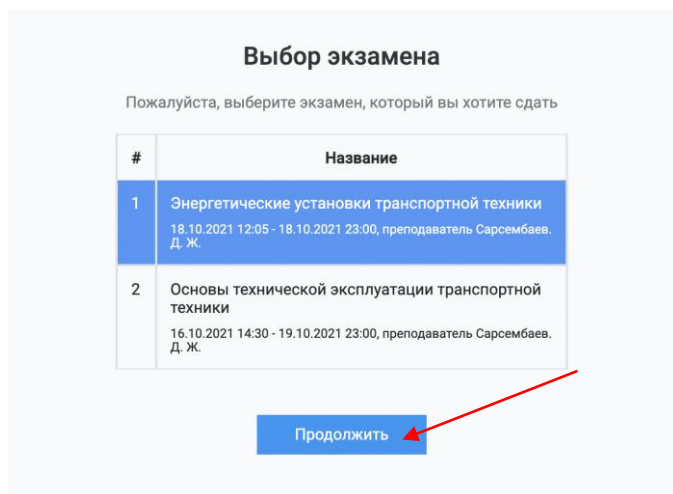 Выбор экзамена
Пожалуйста, выберите экзамен, который вы хотите сдать
# Название
1 Энергетические установки транспортной техники
18.10.2021 12:05 - 18.10.2021 23:00, преподаватель Сарсембаев.
Д. Ж.
2 Основы технической эксплуатации транспортной
техники
16.10.2021 14:30 - 19.10.2021 23:00, преподаватель Сарсембаев.
Д. Ж.
Продолжить